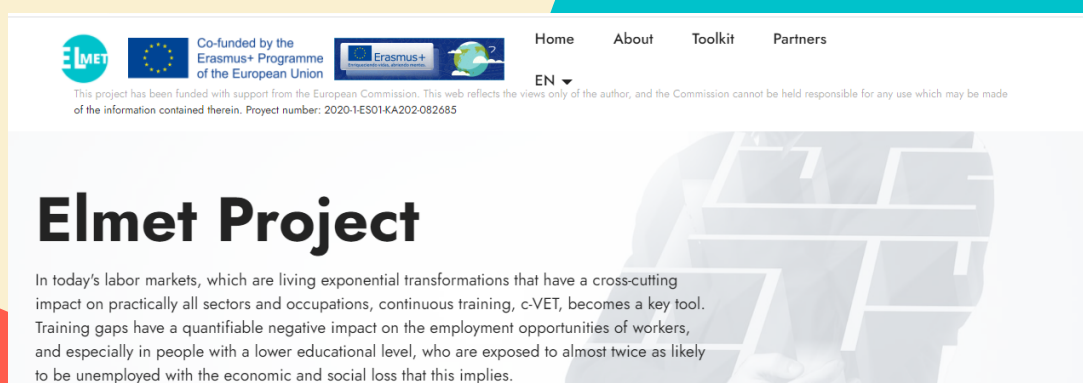 ELMET
Co-funded by the
Erasmus+ Programme
of the European Union
Erasmus+
Enriqueciendo vidas, abriendo mentes.
Home About Toolkit Partners
EN
This project has been funded with support from the European Commission. This web reflects the views only of the author, and the Commission cannot be held responsible for any use which may be made
of the information contained therein. Proyect number: 2020-1-ES01-KA202-082685
Elmet Project
In today's labor markets, which are living exponential transformations that have a cross-cutting
impact on practically all sectors and occupations, continuous training, c-VET, becomes a key tool.
Training gaps have a quantifiable negative impact on the employment opportunities of workers,
and especially in people with a lower educational level, who are exposed to almost twice as likely
to be unemployed with the economic and social loss that this implies.